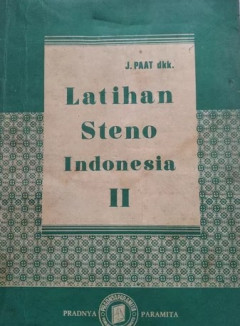 J. PAAT dkk.
Latihan
Steno
Indonesia
II
PRADNYA PARAMITA